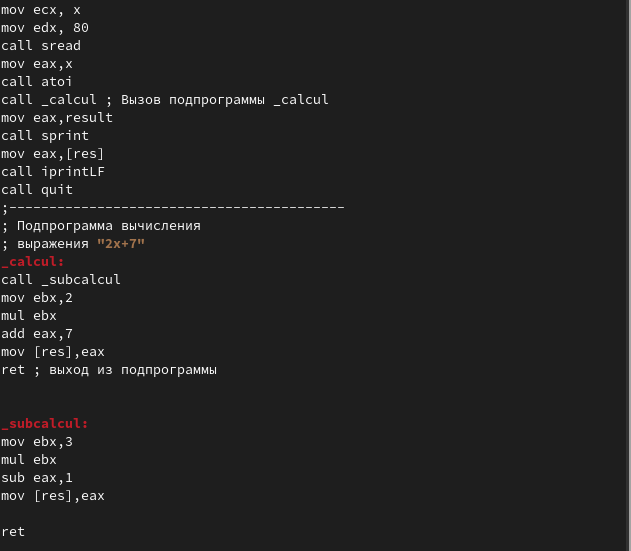 mov ecx, x
mov edx, 80
call sread
mov eax,x
call atoi
call _calcul ; Вызов подпрограммы _calcul
mov eax,result
call sprint
mov eax,[res]
call iprintLF
call quit
;------------------------------------------
; Подпрограмма вычисления
; выражения "2x+7"
_calcul:
call _subcalcul
mov ebx,2
mul ebx
add eax,7
mov [res],eax
ret ; выход из подпрограммы
_subcalcul:
mov ebx,3
mul ebx
sub eax,1
mov [res],eax
ret